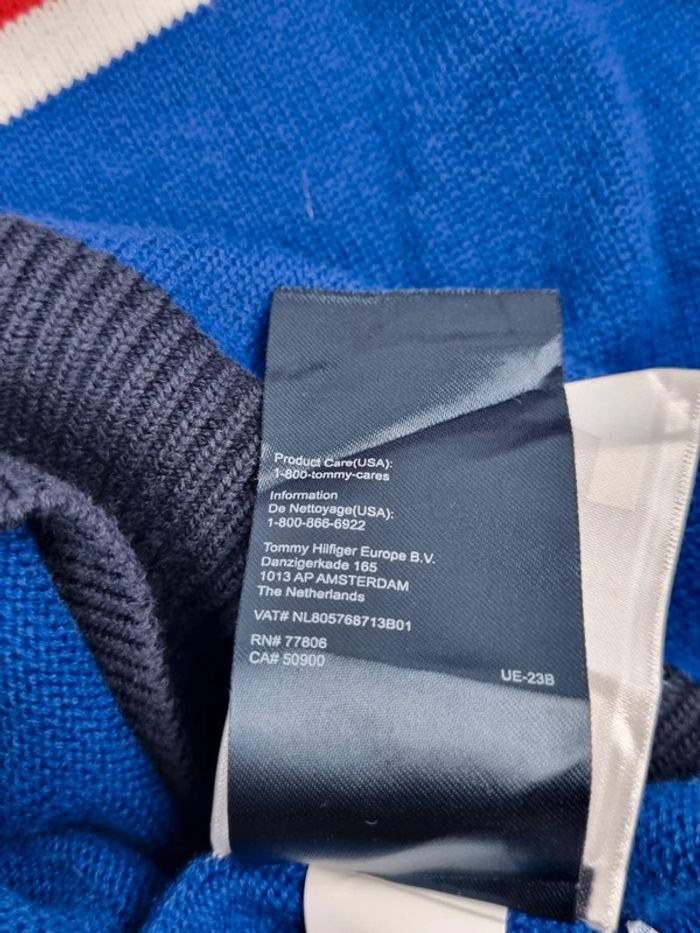 Product Care(USA):
1-800-tommy-cares
Information
De Nettoyage(USA):
1-800-866-6922
Tommy Hilfiger Europe B.V.
Danzigerkade 165
1013 AP AMSTERDAM
The Netherlands
VAT# NL805768713B01
RN# 77806
CA# 50900
UE-23B